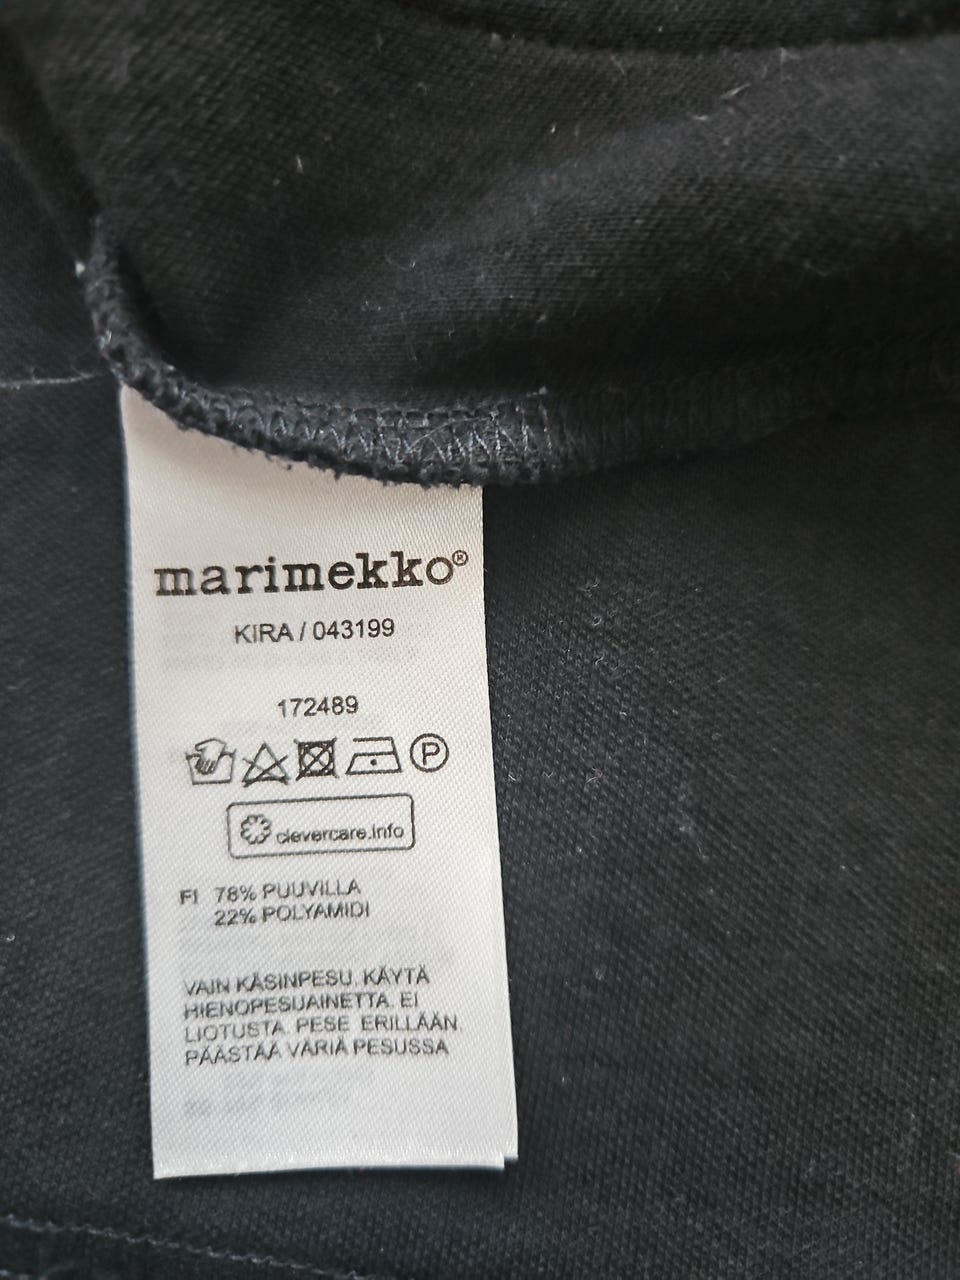 marimekko®
KIRA / 043199
172489
P
clevercare.info
FI 78% PUUVILLA
22% POLYAMIDI
VAIN KÄSINPESU. KÄYTÄ
HIENOPESUAINETTA. EI
LIOTUSTA. PESE ERILLÄÄN.
PÄÄSTÄÄ VÄRIÄ PESUSSA